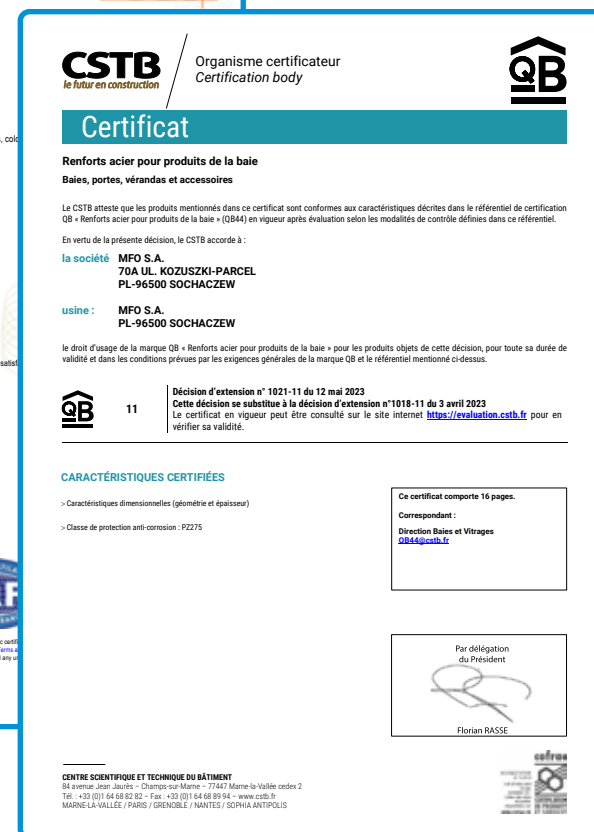 CSTB
le futur en construction
Organisme certificateur
Certification body
QB
Certificat
Renforts acier pour produits de la baie
Baies, portes, vérandas et accessoires
Le CSTB atteste que les produits mentionnés dans ce certificat sont conformes aux caractéristiques décrites dans le référentiel de certification
QB « Renforts acier pour produits de la baie » (QB44) en vigueur après évaluation selon les modalités de contrôle définies dans ce référentiel.
En vertu de la présente décision, le CSTB accorde à :
la société MFO S.A.
70A UL. KOZUSZKI-PARCEL
PL-96500 SOCHACZEW
usine : MFO S.A.
PL-96500 SOCHACZEW
le droit d'usage de la marque QB « Renforts acier pour produits de la baie » pour les produits objets de cette décision, pour toute sa durée de
validité et dans les conditions prévues par les exigences générales de la marque QB et le référentiel mentionné ci-dessus.
QB
11
Décision d'extension n° 1021-11 du 12 mai 2023
Cette décision se substitue à la décision d'extension n°1018-11 du 3 avril 2023
Le certificat en vigueur peut être consulté sur le site internet https://evaluation.cstb.fr pour en
vérifier sa validité.
CARACTÉRISTIQUES CERTIFIÉES
> Caractéristiques dimensionnelles (géométrie et épaisseur)
> Classe de protection anti-corrosion : PZ275
Ce certificat comporte 16 pages.
Correspondant :
Direction Baies et Vitrages
QB44@cstb.fr
Par délégation
du Président
Florian RASSE
CENTRE SCIENTIFIQUE ET TECHNIQUE DU BÂTIMENT
84 avenue Jean Jaurès – Champs-sur-Marne – 77447 Marne-la-Vallée cedex 2
Tél. : +33 (0)1 64 68 82 82 – Fax : +33 (0)1 64 68 89 94 – www.cstb.fr
MARNE-LA-VALLÉE / PARIS / GRENOBLE / NANTES / SOPHIA ANTIPOLIS
cofrac